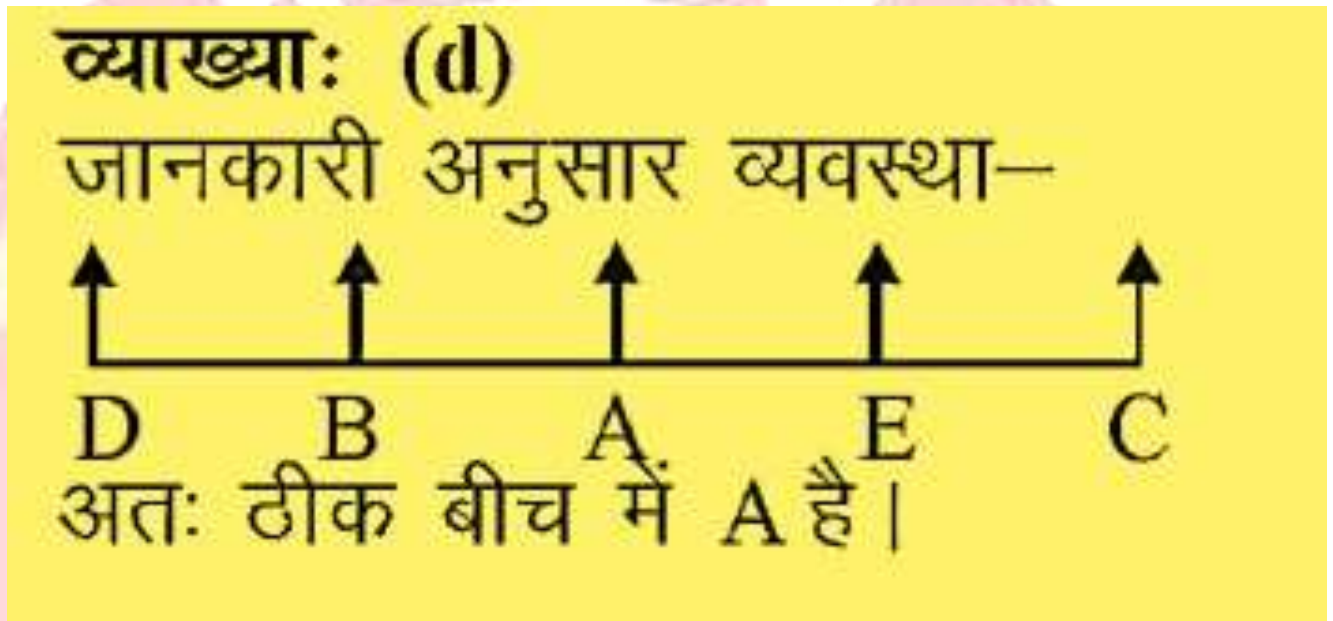 व्याख्याः (d)
जानकारी अनुसार व्यवस्था–
D B A E C
अतः ठीक बीच में A है।